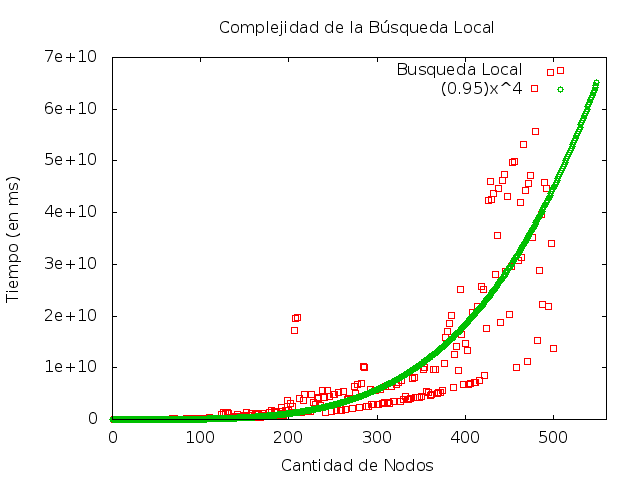 Complejidad de la Búsqueda Local
7e+10
6e+10
5e+10
4e+10
3e+10
2e+10
1e+10
0
Tiempo (en ms)
Busqueda Local
(0.95)x^4
0 100 200 300 400 500
Cantidad de Nodos